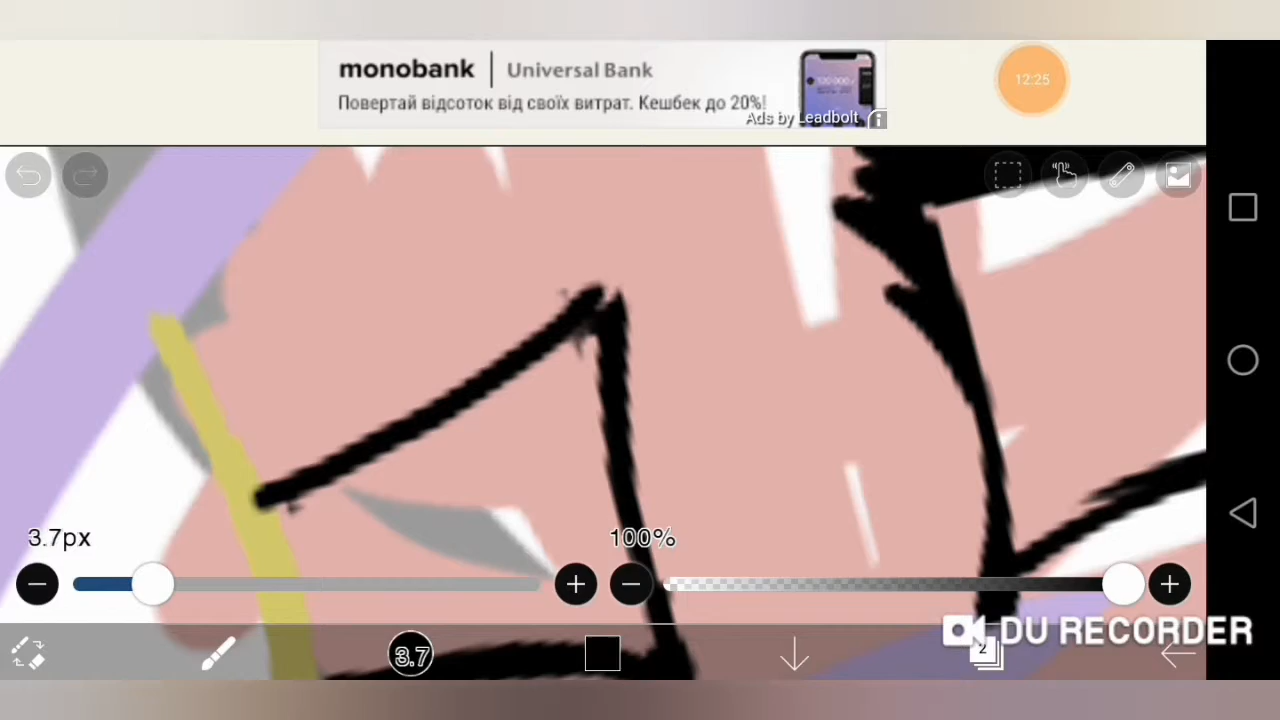 monobank | Universal Bank
Повертай відсоток від своїх витрат. Кешбек до 20%!
Ads by Leadbolt
12:25
3.7px
100%
3.7
2
DU RECORDER